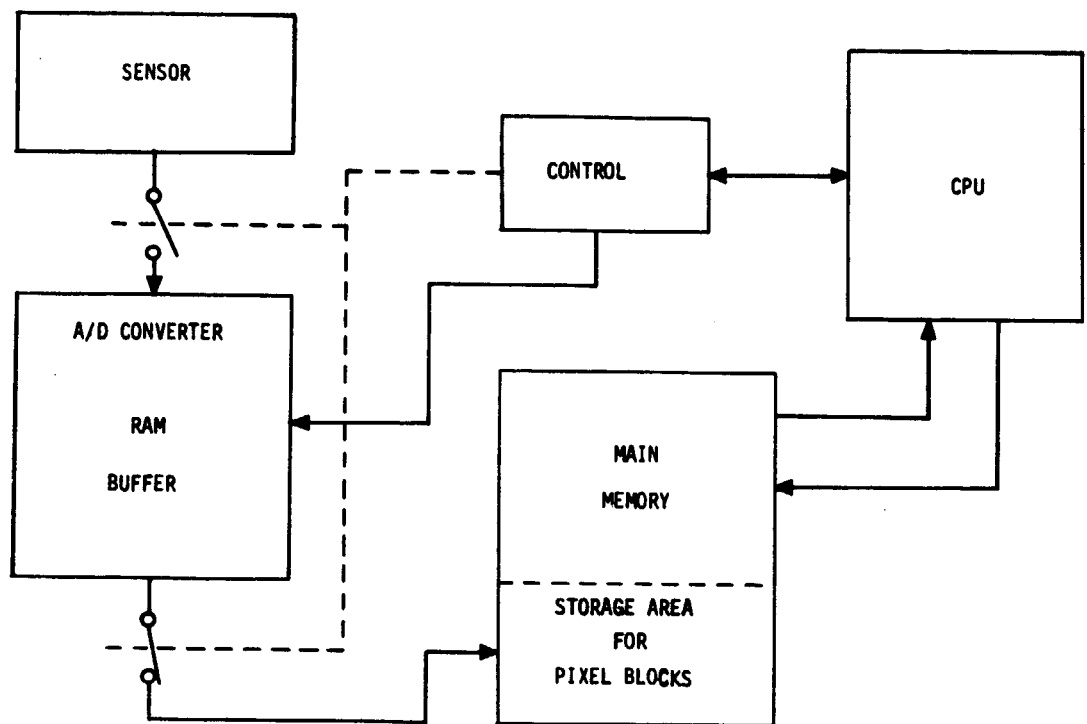 SENSOR
CONTROL
CPU
A/D CONVERTER
RAM
BUFFER
MAIN
MEMORY
STORAGE AREA
FOR
PIXEL BLOCKS